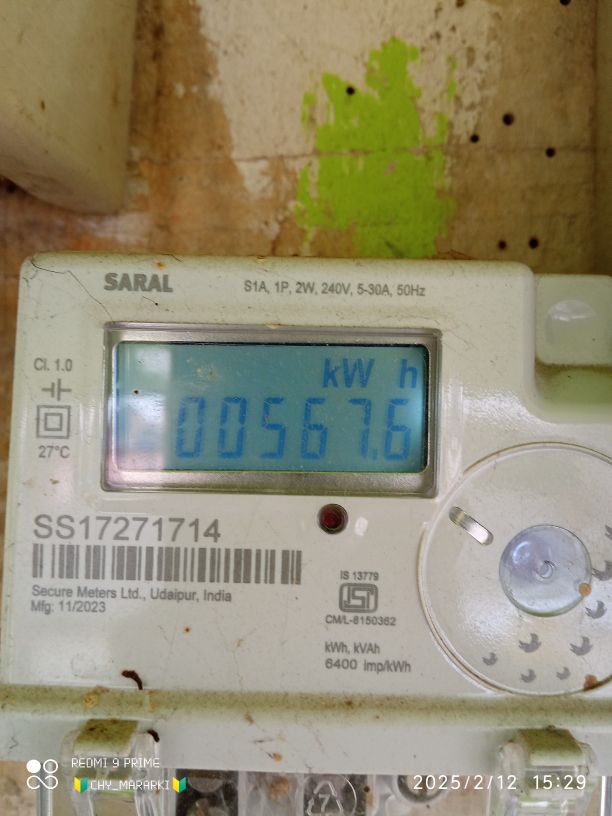 SARAL
S1A, 1P, 2W, 240V, 5-30A, 50Hz
Cl. 1.0
kW h
00567.6
27°C
SS17271714
IS 13779
Secure Meters Ltd., Udaipur, India
Mfg: 11/2023
CM/L-8150362
kWh, kVAh
6400 imp/kWh
REDMI 9 PRIME
🔰CHY_MARARKI🔰
2025/2/12 15:29
7